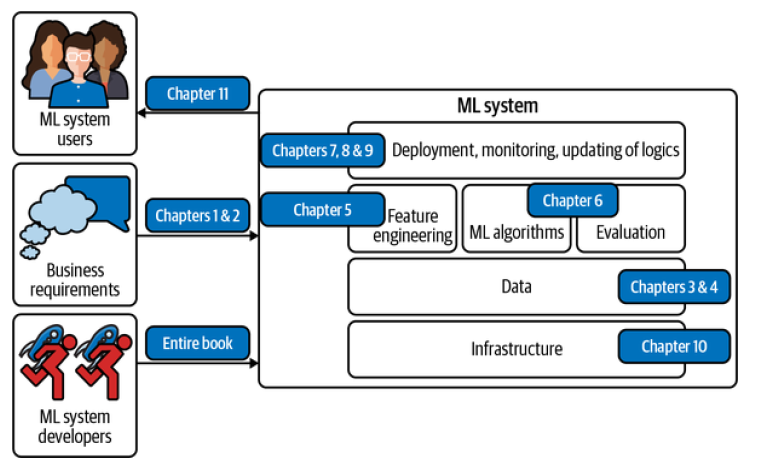 ML system
users
Chapter 11
Business
requirements
Chapters 1 & 2
ML system
developers
Entire book
ML system
Chapters 7, 8 & 9
Deployment, monitoring, updating of logics
Chapter 5
Feature
engineering
Chapter 6
ML algorithms
Evaluation
Data
Chapters 3 & 4
Infrastructure
Chapter 10